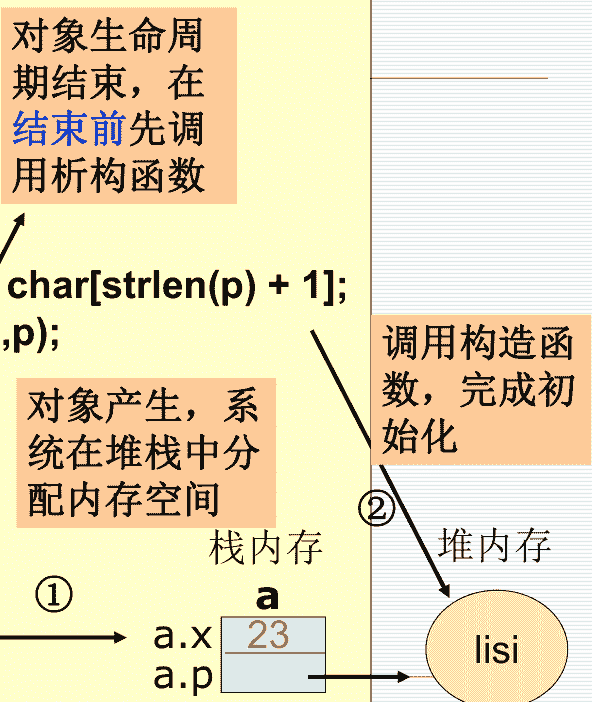 对象生命周
期结束，在
结束前先调
用析构函数
char[strlen(p) + 1];
,p);
调用构造函
数，完成初
始化
对象产生，系
统在堆栈中分
配内存空间
②
栈内存
堆内存
①
a
a.x
23
a.p
lisi